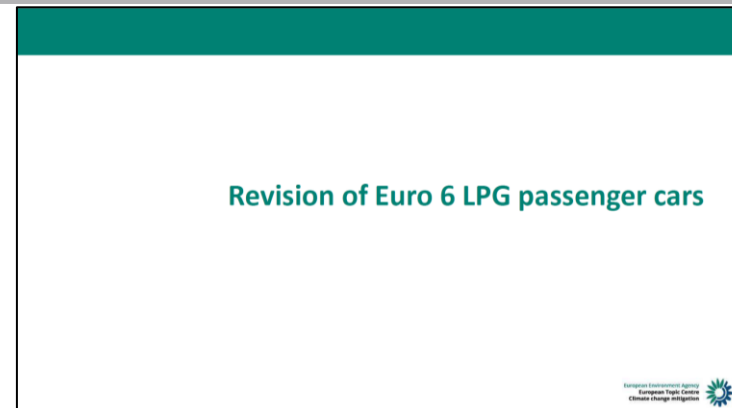 Revision of Euro 6 LPG passenger cars
European Environment Agency
European Topic Centre
Climate change mitigation